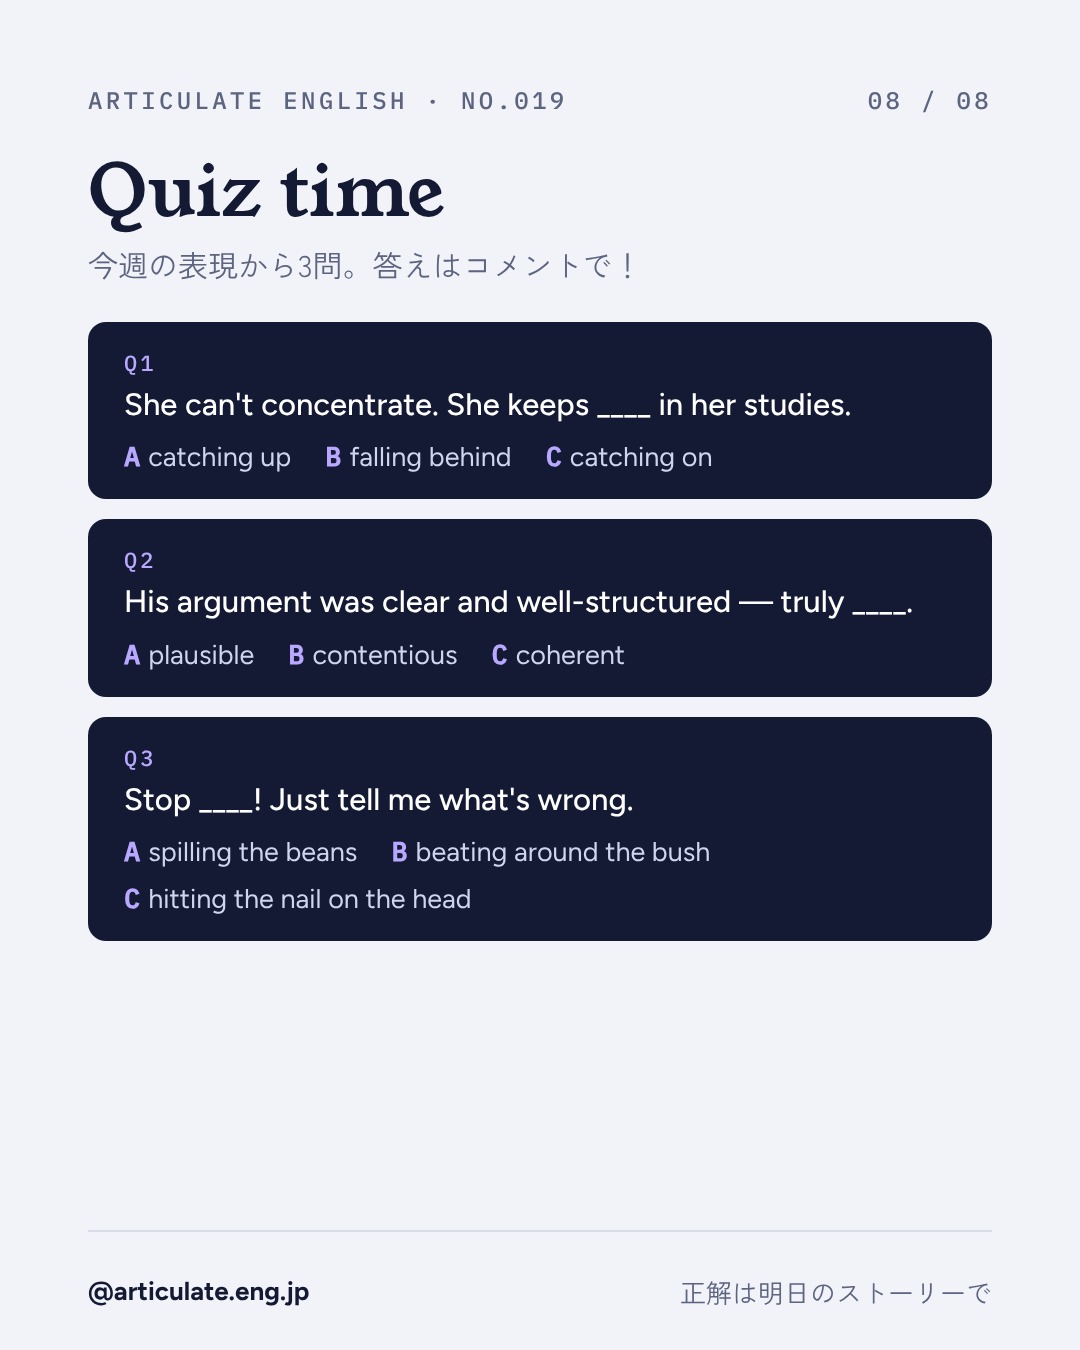 ARTICULATE ENGLISH · NO.019
08 / 08
Quiz time
今週の表現から3問。答えはコメントで！
Q1
She can't concentrate. She keeps ____ in her studies.
A catching up B falling behind C catching on
Q2
His argument was clear and well-structured — truly ____.
A plausible B contentious C coherent
Q3
Stop ____! Just tell me what's wrong.
A spilling the beans B beating around the bush
C hitting the nail on the head
@articulate.eng.jp
正解は明日のストーリーで